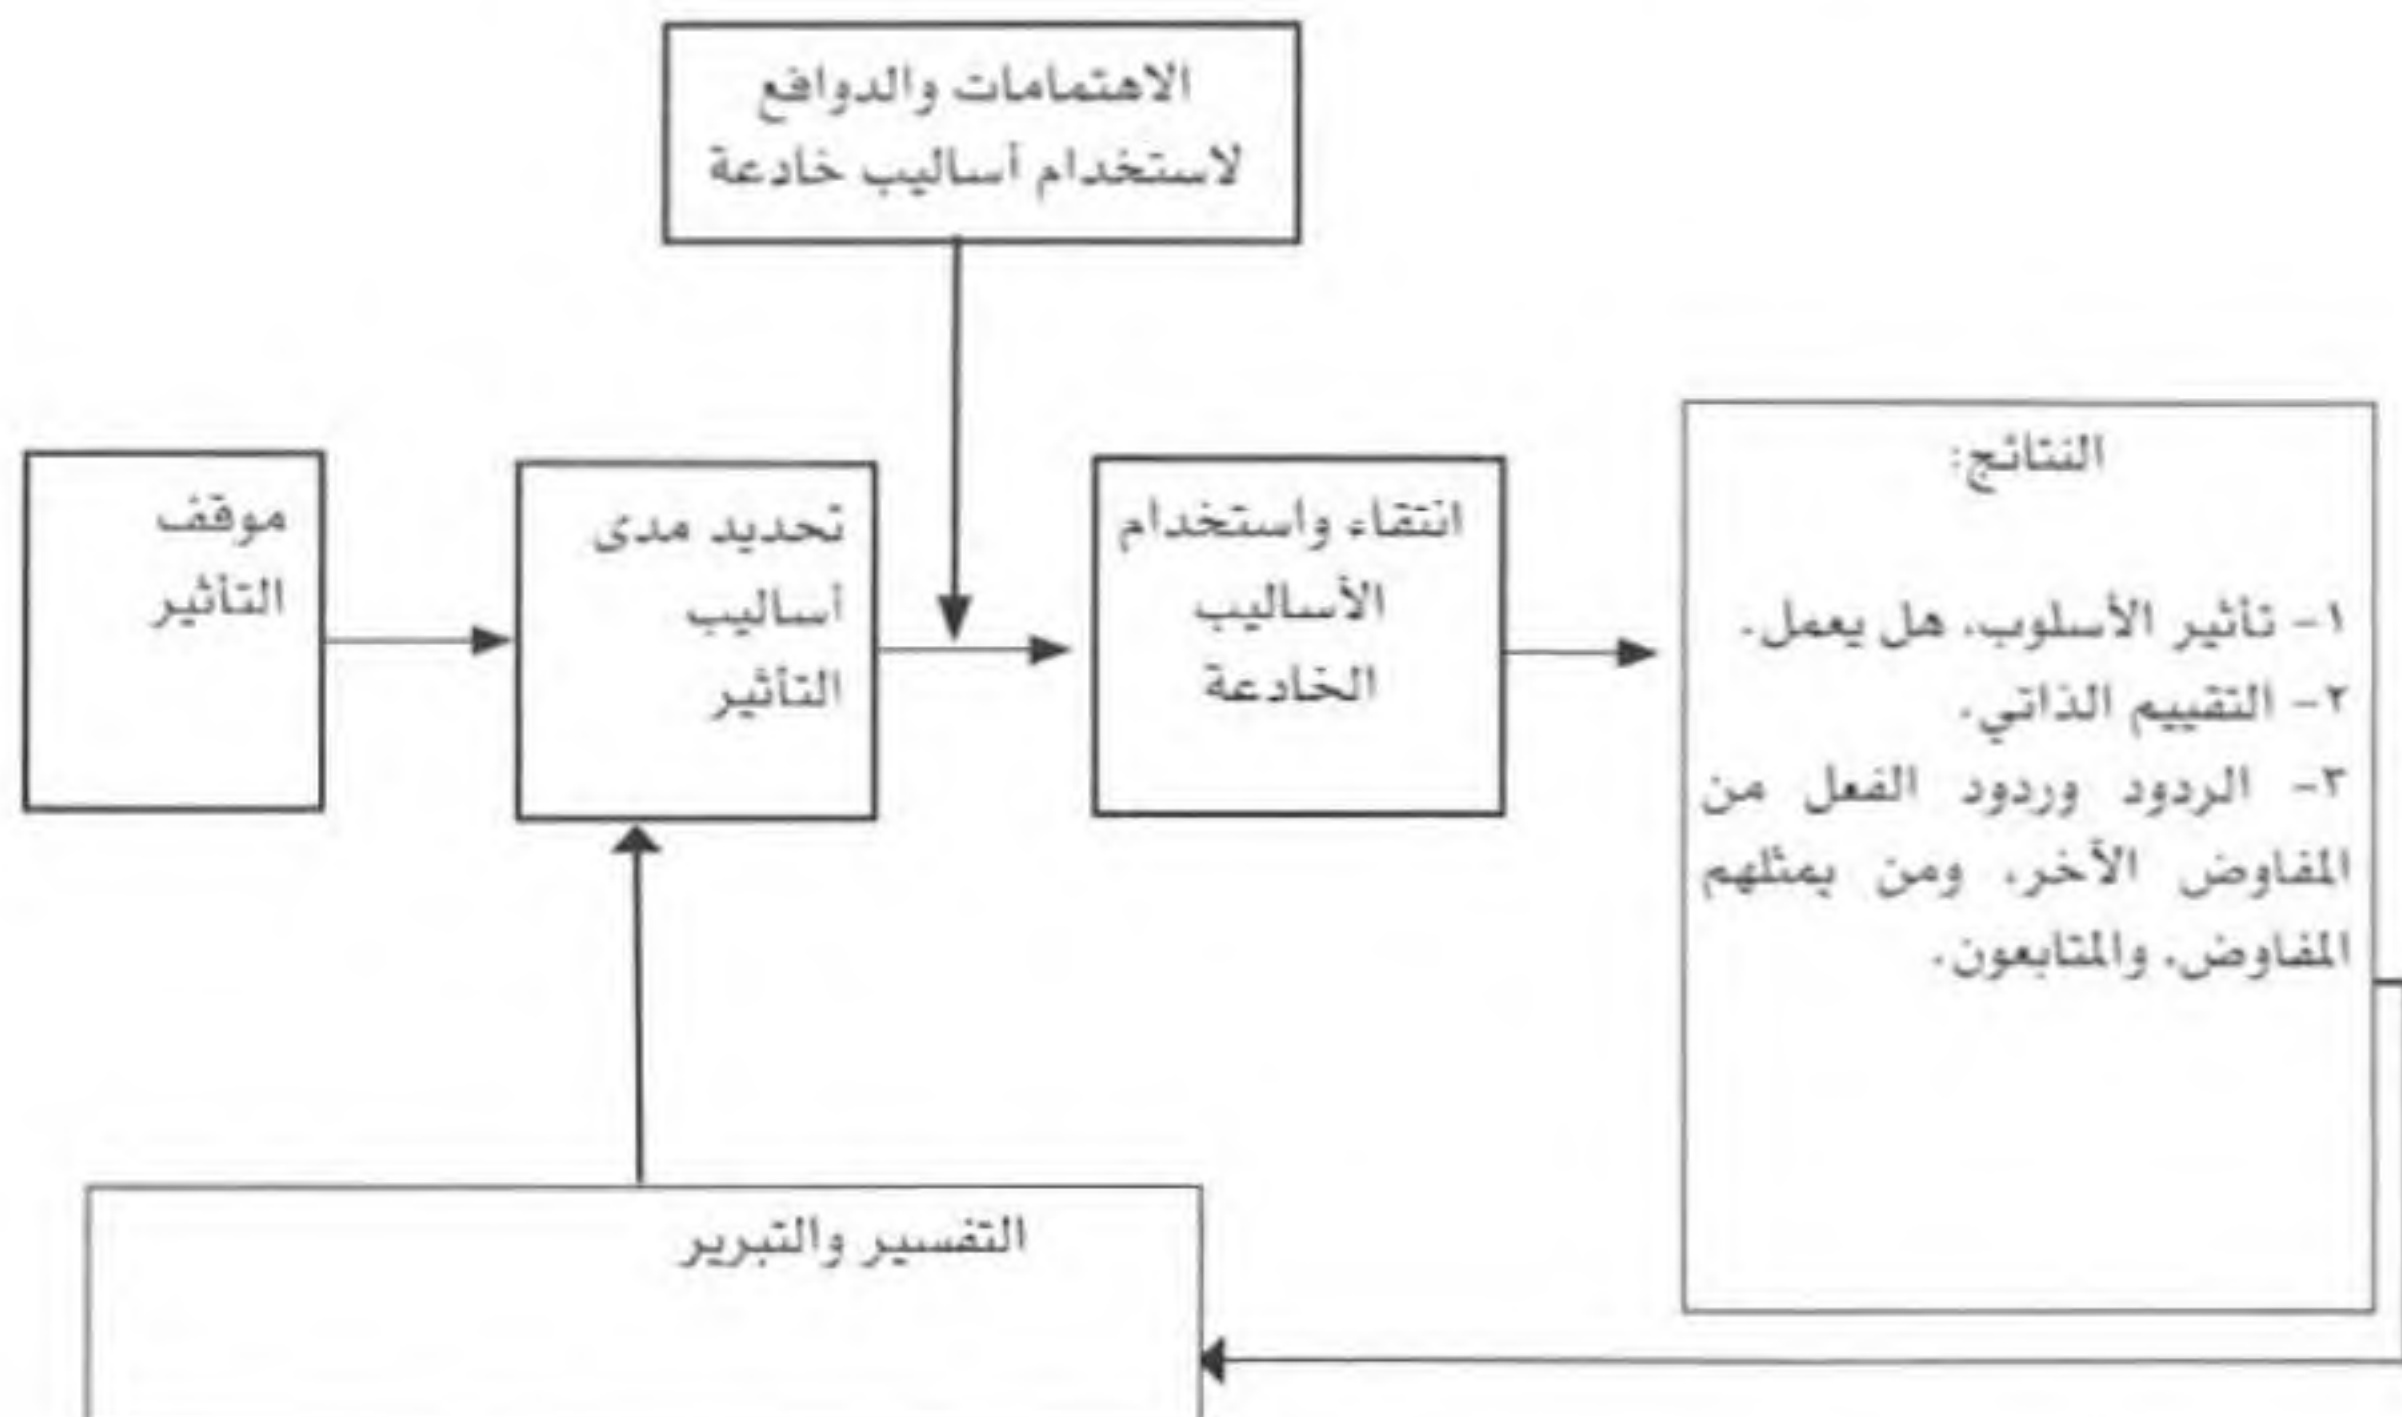 الاهتمامات والدوافع
لاستخدام أساليب خادعة
موقف
التأثير
تحديد مدى
أساليب
التأثير
انتقاء واستخدام
الأساليب
الخادعة
النتائج:
١- تأثير الأسلوب. هل يعمل.
٢- التقييم الذاتي.
٣- الردود وردود الفعل من
المفاوض الآخر، ومن يمثلهم
المفاوض. والمتابعون.
التفسير والتبرير